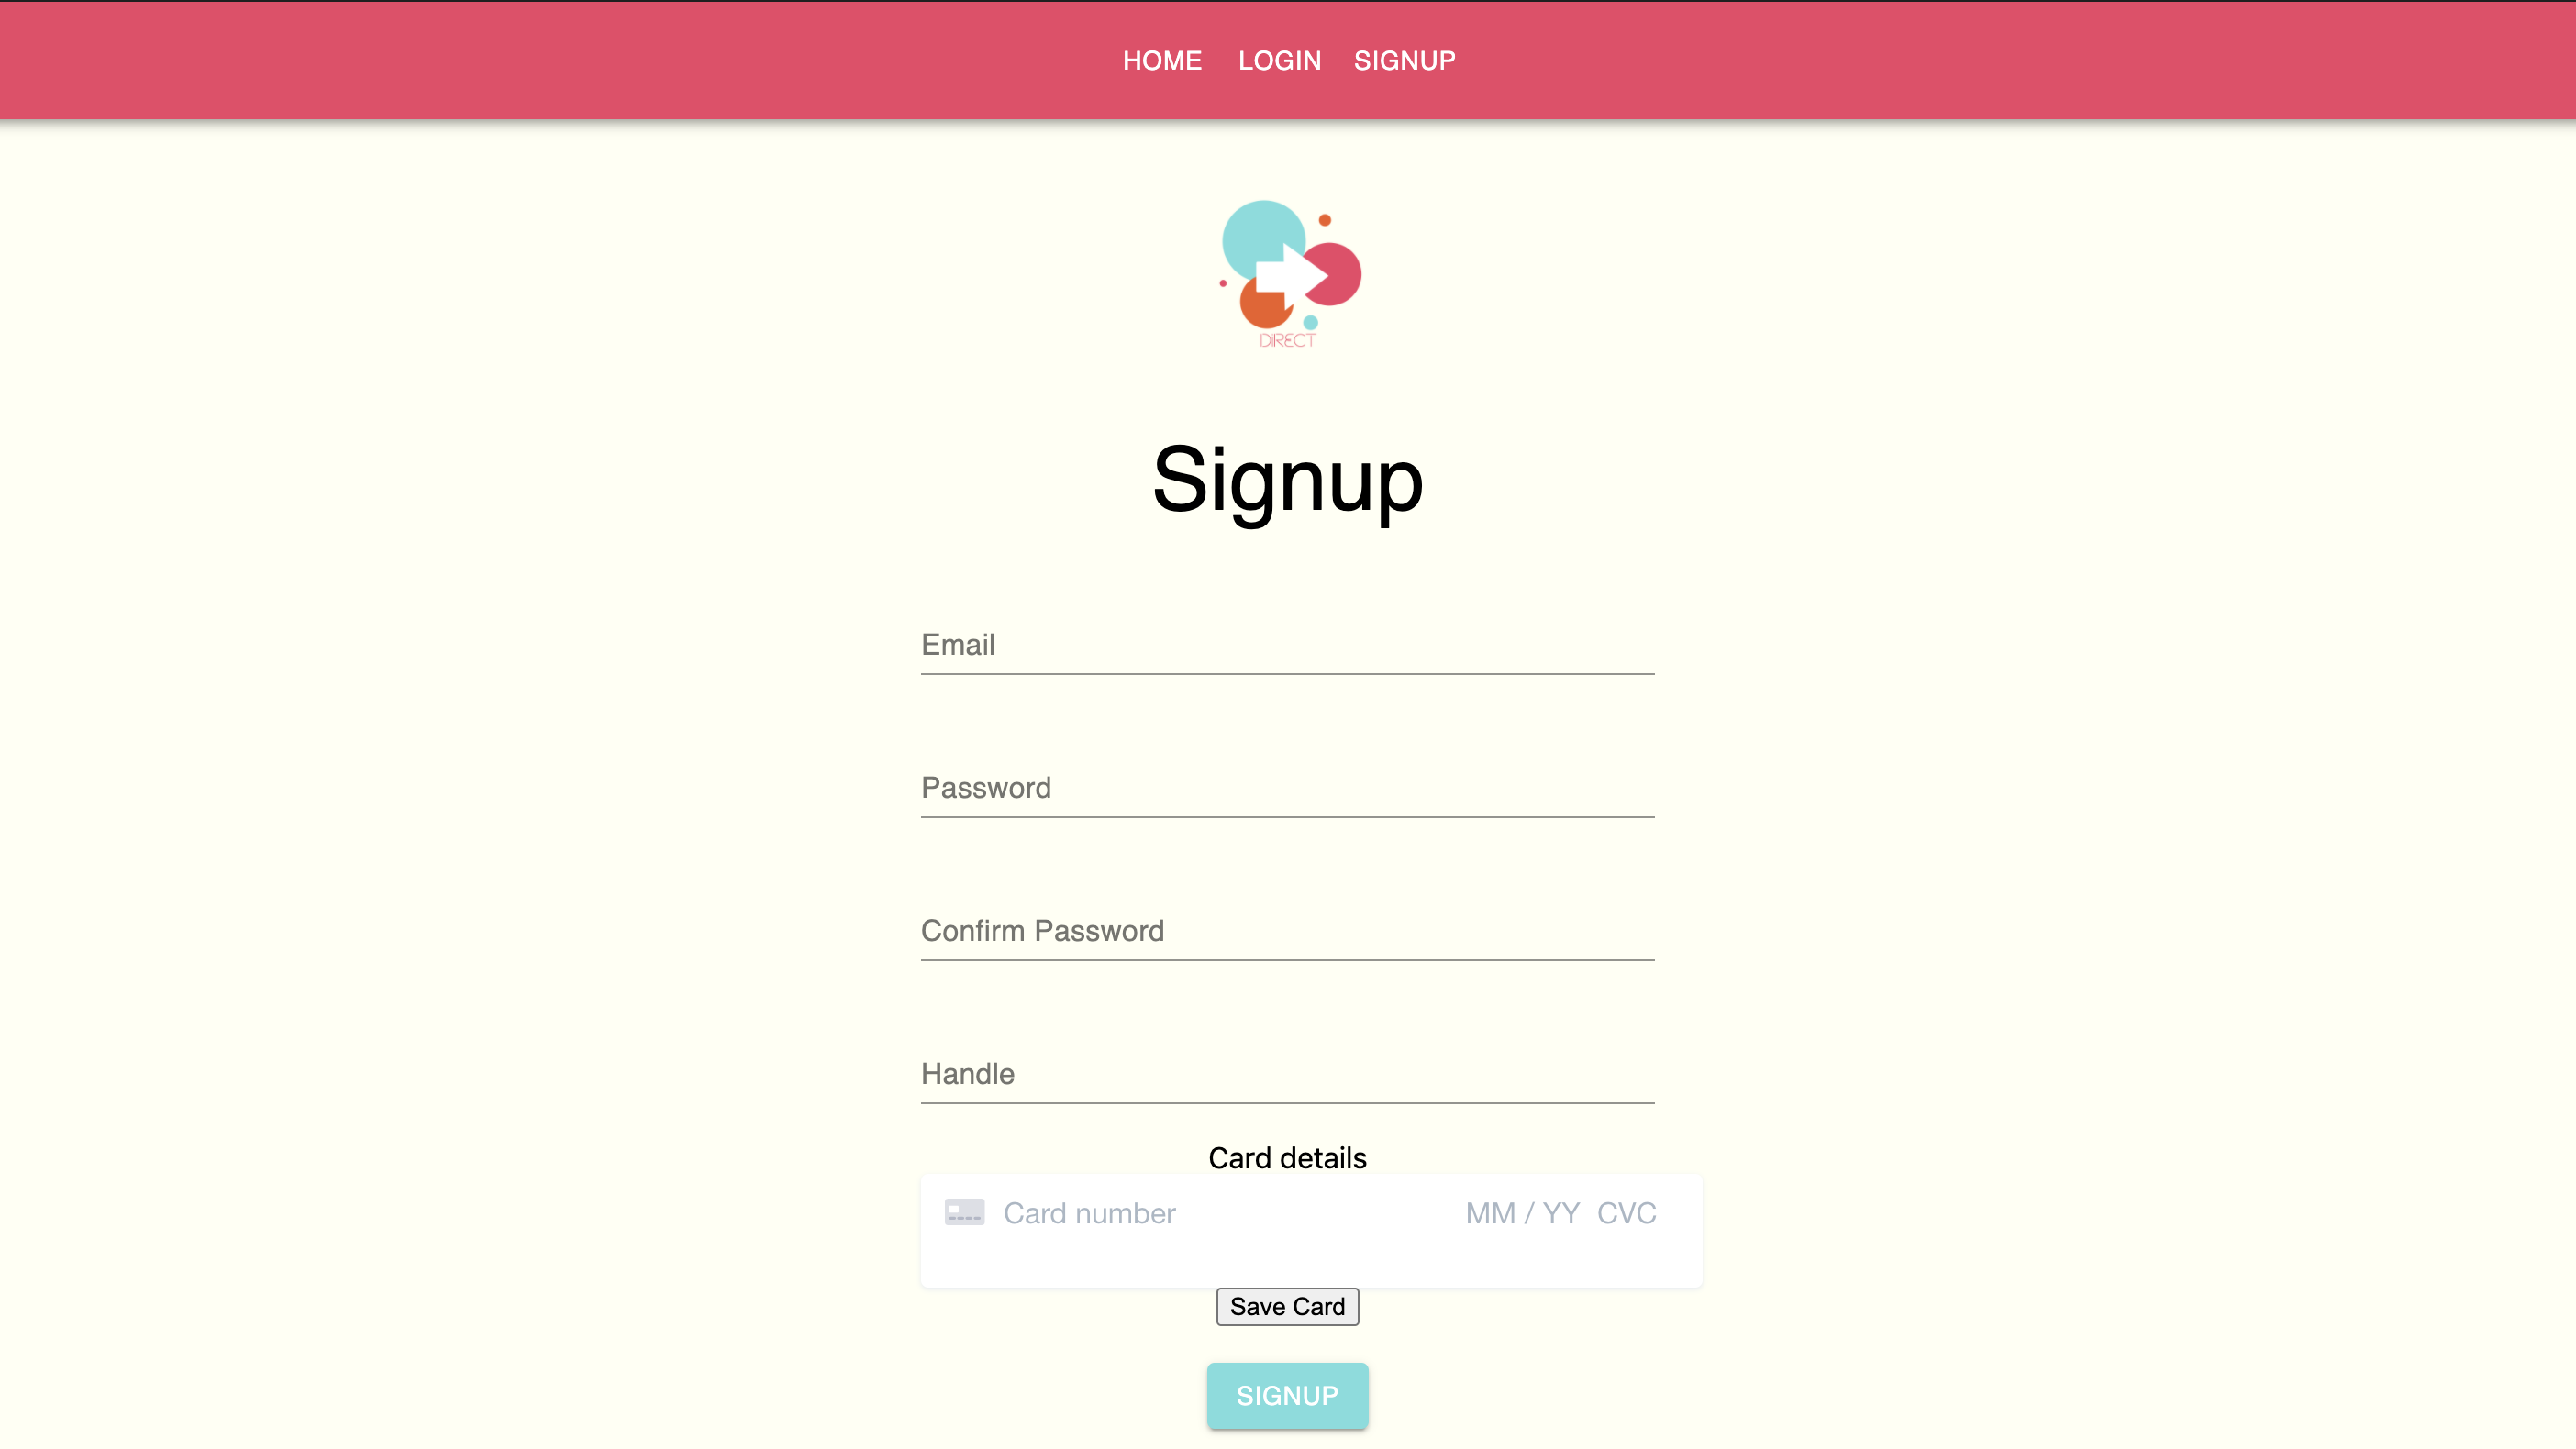 HOME LOGIN SIGNUP
DIRECT
Signup
Email
Password
Confirm Password
Handle
Card details
Card number MM / YY CVC
Save Card
SIGNUP